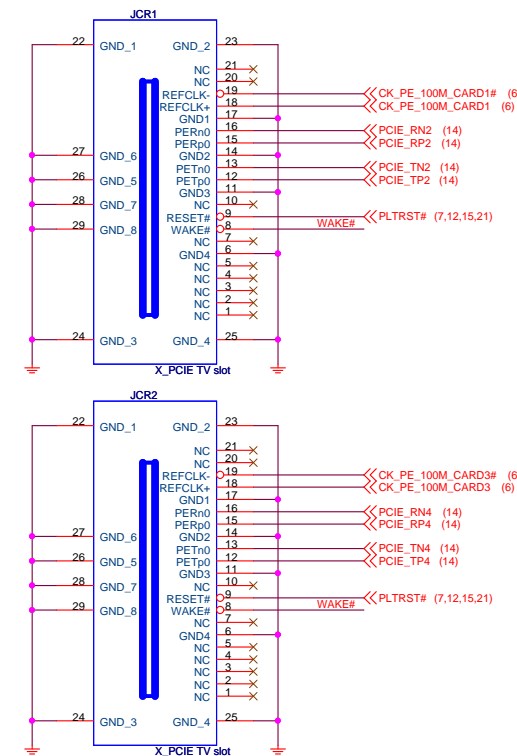 JCR1
22 GND_1 GND_2 23
NC 21
NC 20
REFCLK- 19 CK_PE_100M_CARD1# (6
REFCLK+ 18 CK_PE_100M_CARD1 (6)
GND1 17
PERn0 16 PCIE_RN2 (14)
PERp0 15 PCIE_RP2 (14)
27 GND_6 GND2 14
PETn0 13 PCIE_TN2 (14)
26 GND_5 PETp0 12 PCIE_TP2 (14)
GND3 11
28 GND_7 NC 10
RESET# 9 PLTRST# (7,12,15,21)
29 GND_8 WAKE# 8 WAKE#
NC 7
GND4 6
NC 5
NC 4
NC 3
NC 2
NC 1
24 GND_3 GND_4 25
X_PCIE TV slot
JCR2
22 GND_1 GND_2 23
NC 21
NC 20
REFCLK- 19 CK_PE_100M_CARD3# (6
REFCLK+ 18 CK_PE_100M_CARD3 (6)
GND1 17
PERn0 16 PCIE_RN4 (14)
PERp0 15 PCIE_RP4 (14)
27 GND_6 GND2 14
PETn0 13 PCIE_TN4 (14)
26 GND_5 PETp0 12 PCIE_TP4 (14)
GND3 11
28 GND_7 NC 10
RESET# 9 PLTRST# (7,12,15,21)
29 GND_8 WAKE# 8 WAKE#
NC 7
GND4 6
NC 5
NC 4
NC 3
NC 2
NC 1
24 GND_3 GND_4 25
X_PCIE TV slot